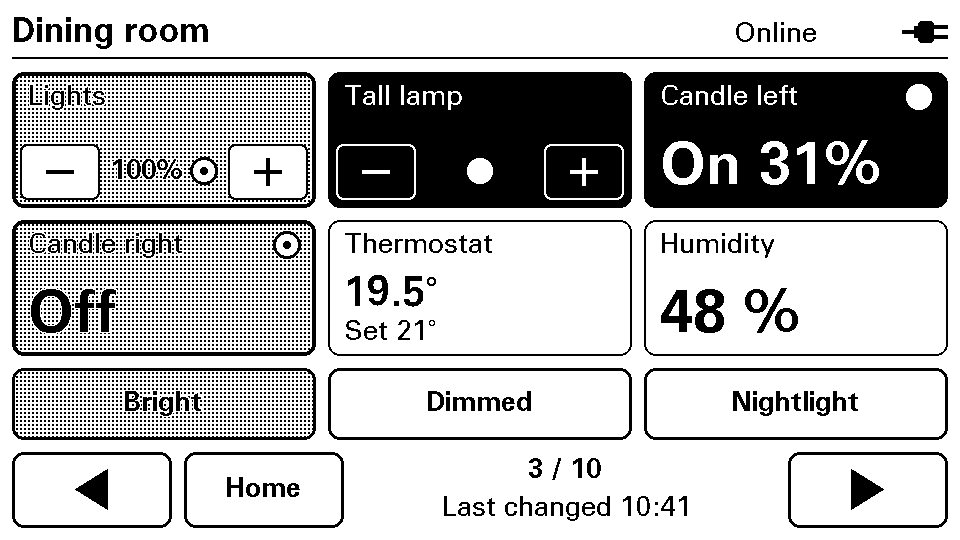 Dining room
Online
Lights
− 100% +
Tall lamp
− +
Candle left
On 31%
Candle right
Off
Thermostat
19.5°
Set 21°
Humidity
48 %
Bright
Dimmed
Nightlight
Home
3 / 10
Last changed 10:41